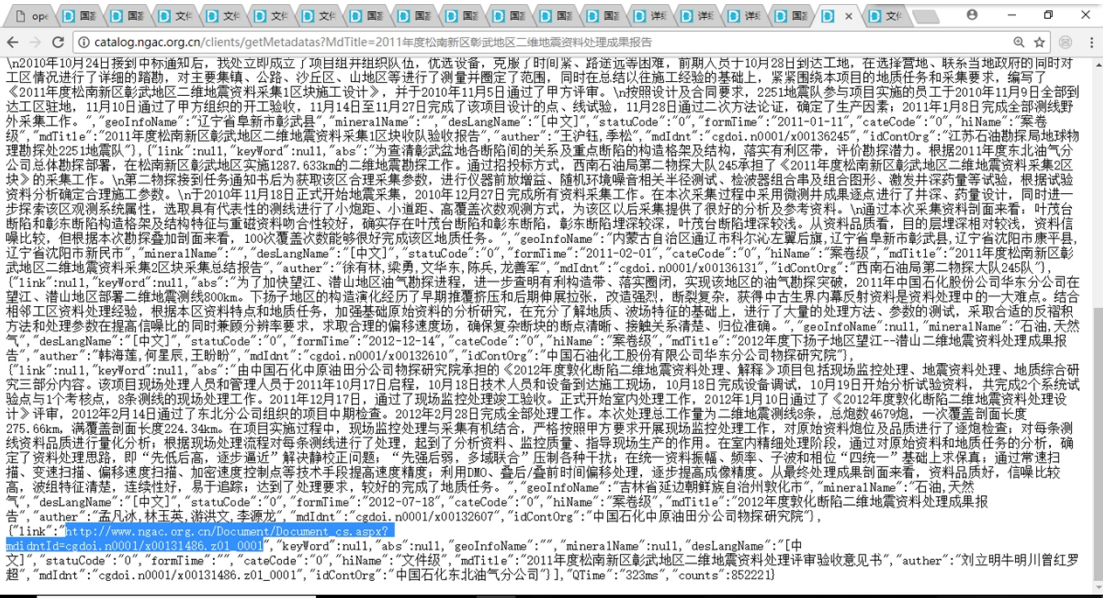 ope
国家
国家
文件
国家
文件
文件
国家
国家
国家
国家
国家
国家
详细
国家
详细
详细
详细
国家
文件
catalog.ngac.org.cn/clients/getMetadatas?MdTitle=2011年度松南新区彰武地区二维地震资料处理成果报告
\n2010年10月24日接到中标通知后，我处立即成立了项目组并组织队伍，优选设备，克服了时间紧、路途远等困难，前期人员于10月28日到达工地，在选择营地、联系当地政府的同时对
工区情况进行了详细的踏勘，对主要集镇、公路、沙丘区、山地区等进行了测量并圈定了范围，同时在总结以往施工经验的基础上，紧紧围绕本项目的地质任务和采集要求，编写了
《2011年度松南新区彰武地区二维地震资料采集1区块施工设计》，并于2010年11月5日通过了甲方评审。\n按照设计及合同要求，2251地震队参与项目实施的员工于2010年11月9日全部到
达工区驻地，11月10日通过了甲方组织的开工验收，11月14日至11月27日完成了该项目设计的点、线试验，11月28日通过二次方法论证，确定了生产因素；2011年1月8日完成全部测线野
外采集工作。","geoInfoName":"辽宁省阜新市彰武县","mineralName":"","desLangName":"[中文]","statuCode":"0","formTime":"2011-01-11","cateCode":"0","hiName":"案卷
级","mdTitle":"2011年度松南新区彰武地区二维地震资料采集1区块收队验收报告","auther":"王沪钰,季松","mdIdnt":"cgdoi.n0001/x00136245","idContOrg":"江苏石油勘探局地球物
理勘探处2251地震队"},{"link":null,"keyWord":null,"abs":"为查清彰武盆地各断陷间的关系及重点断陷的构造格架及结构，落实有利区带，评价勘探潜力。根据2011年度东北油气分
公司总体勘探部署，在松南新区彰武地区实施1287.633km的二维地震勘探工作。通过招投标方式，西南石油局第二物探大队245承担了《2011年度松南新区彰武地区二维地震资料采集2区
块》的采集工作。\n第二物探接到任务通知书后为获取该区合理采集参数，进行仪器前放增益、随机环境噪音相关半径测试、检波器组合串及组合图形、激发井深药量等试验，根据试验
资料分析确定合理施工参数。\n于2010年11月18日正式开始地震采集，2010年12月27日完成所有资料采集工作。在本次采集过程中采用微测井成果逐点进行了井深、药量设计，同时进一
步探索该区观测系统属性，选取具有代表性的测线进行了小炮距、小道距、高覆盖次数观测方式，为该区以后采集提供了很好的分析及参考资料。\n通过本次采集资料剖面来看：叶茂台
断陷和彰东断陷构造格架及结构特征与重磁资料吻合性较好，确实存在叶茂台断陷和彰东断陷，彰东断陷埋深较深，叶茂台断陷埋深较浅。从资料品质看，目的层埋深相对较浅，资料信
噪比较，但根据本次勘探叠加剖面来看，100次覆盖次数能够很好完成该区地质任务。","geoInfoName":"内蒙古自治区通辽市科尔沁左翼后旗,辽宁省阜新市彰武县,辽宁省沈阳市康平县,
辽宁省沈阳市新民市","mineralName":"","desLangName":"[中文]","statuCode":"0","formTime":"2011-02-01","cateCode":"0","hiName":"案卷级","mdTitle":"2011年度松南新区彰
武地区二维地震资料采集2区块采集总结报告","auther":"徐有林,梁勇,文华东,陈兵,龙善军","mdIdnt":"cgdoi.n0001/x00136131","idContOrg":"西南石油局第二物探大队245队"},
{"link":null,"keyWord":null,"abs":"为了加快望江、潜山地区油气勘探进程，进一步查明有利构造带、落实圈闭，实现该地区的油气勘探突破，2011年中国石化股份公司华东分公司在
望江、潜山地区部署二维地震测线800km。下扬子地区的构造演化经历了早期推覆挤压和后期伸展拉张，改造强烈，断裂复杂，获得中古生界内幕反射资料是资料处理中的一大难点。结合
相邻工区资料处理经验，根据本区资料特点和地质任务，加强基础原始资料的分析研究，在充分了解地质、波场特征的基础上，进行了大量的处理方法、参数的测试，采取合适的反褶积
方法和处理参数在提高信噪比的同时兼顾分辨率要求，求取合理的偏移速度场，确保复杂断块的断点清晰、接触关系清楚、归位准确。","geoInfoName":null,"mineralName":"石油,天然
气","desLangName":"[中文]","statuCode":"0","formTime":"2012-12-14","cateCode":"0","hiName":"案卷级","mdTitle":"2012年度下扬子地区望江--潜山二维地震资料处理成果报
告","auther":"韩海莲,何星辰,王盼盼","mdIdnt":"cgdoi.n0001/x00132610","idContOrg":"中国石油化工股份有限公司华东分公司物探研究院"},
{"link":null,"keyWord":null,"abs":"由中国石化中原油田分公司物探研究院承担的《2012年度敦化断陷二维地震资料处理、解释》项目包括现场监控处理、地震资料处理、地质综合研
究三部分内容。该项目现场处理人员和管理人员于2011年10月17日启程，10月18日技术人员和设备到达施工现场，10月18日完成设备调试，10月19日开始分析试验资料，共完成2个系统试
验点与1个考核点，8条测线的现场处理工作。2011年12月17日，通过了现场监控处理竣工验收。正式开始室内处理工作，2012年1月10日通过了《2012年度敦化断陷二维地震资料处理设
计》评审，2012年2月14日通过了东北分公司组织的项目中期检查。2012年2月28日完成全部处理工作。本次处理总工作量为二维地震测线8条，总炮数4679炮，一次覆盖剖面长度
275.66km，满覆盖剖面长度224.34km。在项目实施过程中，现场监控处理与采集有机结合，严格按照甲方要求开展现场监控处理工作，对原始资料炮位及品质进行了逐炮检查；对每条测
线资料品质进行量化分析；根据现场处理流程对每条测线进行了处理，起到了分析资料、监控质量、指导现场生产的作用。在室内精细处理阶段，通过对原始资料和地质任务的分析，确
定了资料处理思路，即“先低后高，逐步逼近”解决静校正问题；“先强后弱，多域联合”压制各种干扰；在统一资料振幅、频率、子波和相位“四统一”基础上求保真；通过常速扫
描、变速扫描、偏移速度扫描、加密速度控制点等技术手段提高速度精度；利用DMO、叠后/叠前时间偏移处理，逐步提高成像精度。从最终处理成果剖面来看，资料品质好，信噪比较
高，波组特征清楚，连续性好，易于追踪；达到了处理要求，较好的完成了地质任务。","geoInfoName":"吉林省延边朝鲜族自治州敦化市","mineralName":"石油,天然
气","desLangName":"[中文]","statuCode":"0","formTime":"2012-07-18","cateCode":"0","hiName":"案卷级","mdTitle":"2012年度敦化断陷二维地震资料处理成果报
告","auther":"孟凡冰,林玉英,游洪文,李源龙","mdIdnt":"cgdoi.n0001/x00132607","idContOrg":"中国石化中原油田分公司物探研究院"},
{"link":"http://www.ngac.org.cn/Document/Document_cs.aspx?
mdidntId=cgdoi.n0001/x00131486.z01_0001","keyWord":null,"abs":null,"geoInfoName":"","mineralName":null,"desLangName":"[中
文]","statuCode":"0","formTime":"","cateCode":"0","hiName":"文件级","mdTitle":"2011年度松南新区彰武地区二维地震资料处理评审验收意见书","auther":"刘立明牛明川曾红罗
超","mdIdnt":"cgdoi.n0001/x00131486.z01_0001","idContOrg":"中国石化东北油气分公司"}],"QTime":"323ms","counts":852221}